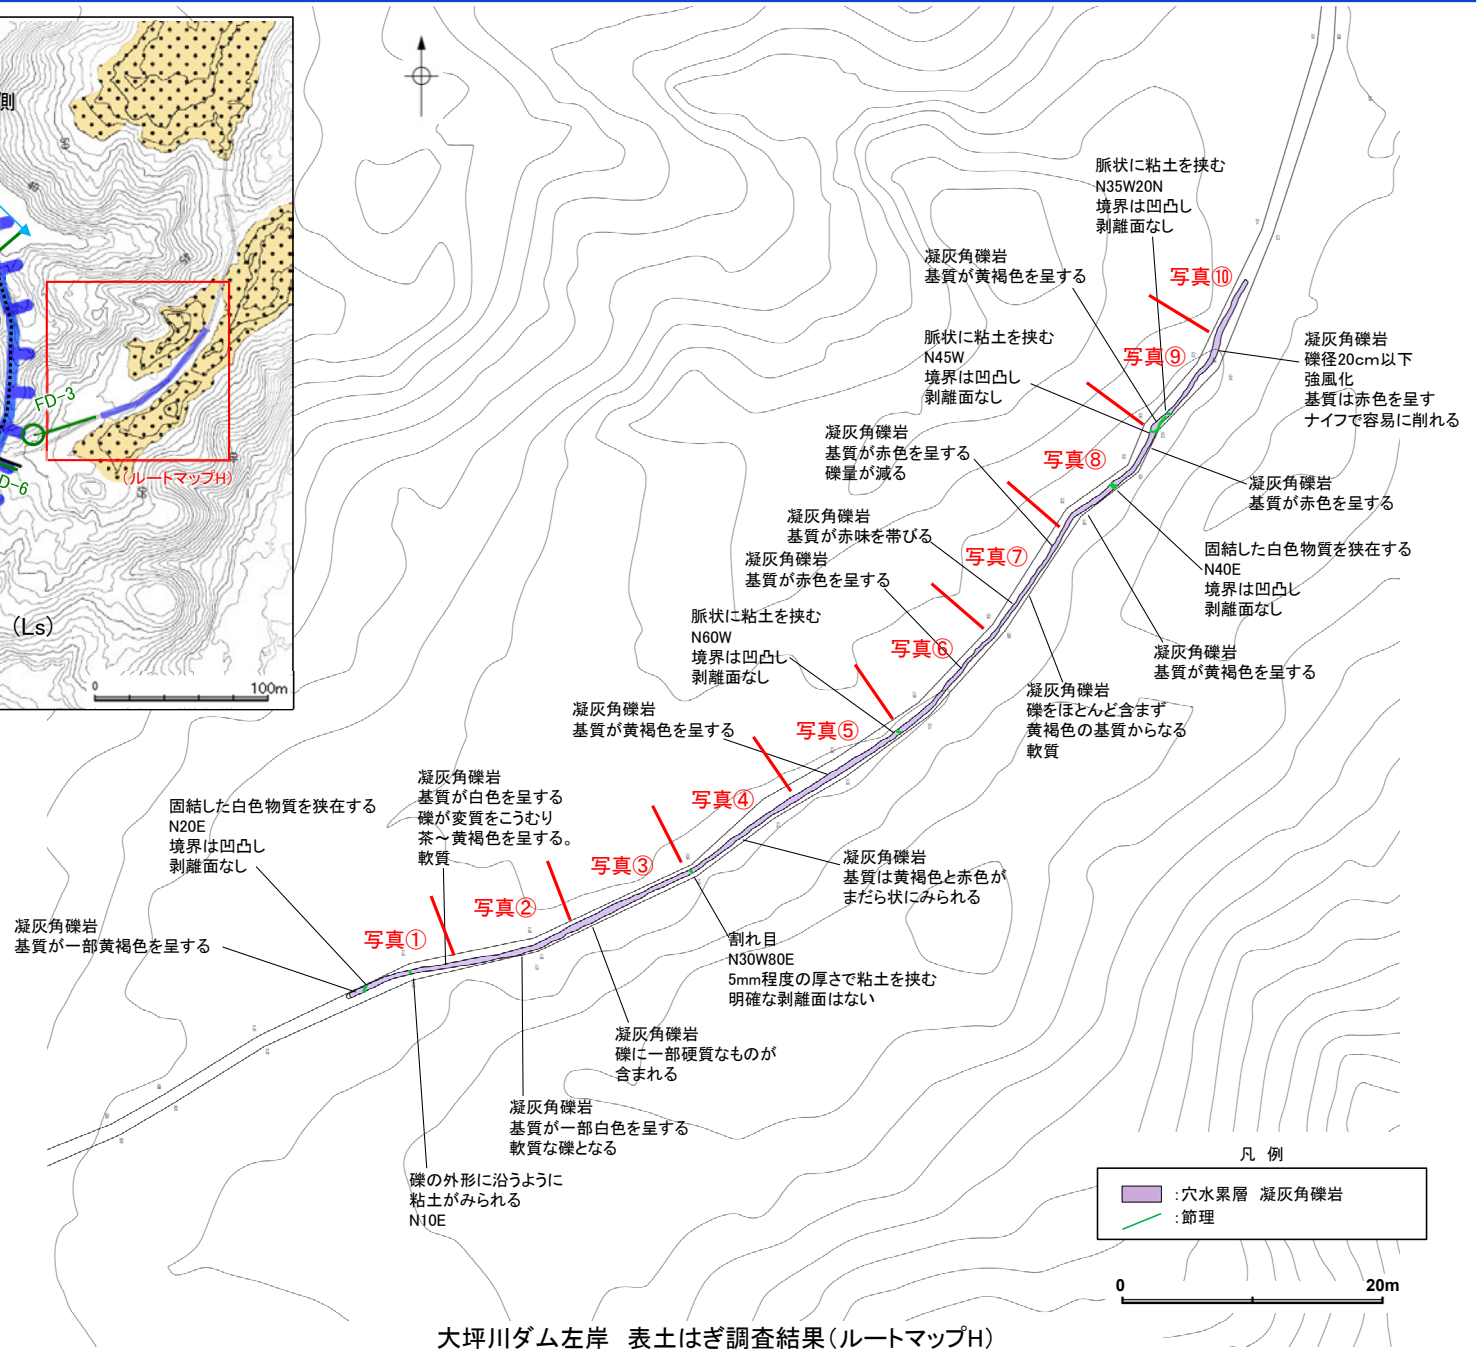 側
FD-3
D-6
(ルートマップH)
(Ls)
0
100m
脈状に粘土を挟む
N35W20N
境界は凹凸し
剥離面なし
凝灰角礫岩
基質が黄褐色を呈する
写真⑩
脈状に粘土を挟む
N45W
境界は凹凸し
剥離面なし
写真⑨
凝灰角礫岩
礫径20cm以下
強風化
基質は赤色を呈す
ナイフで容易に削れる
凝灰角礫岩
基質が赤色を呈する
礫量が減る
写真⑧
凝灰角礫岩
基質が赤色を呈する
凝灰角礫岩
基質が赤味を帯びる
写真⑦
固結した白色物質を狭在する
N40E
境界は凹凸し
剥離面なし
凝灰角礫岩
基質が赤色を呈する
脈状に粘土を挟む
N60W
境界は凹凸し
剥離面なし
写真⑥
凝灰角礫岩
基質が黄褐色を呈する
凝灰角礫岩
礫をほとんど含まず
黄褐色の基質からなる
軟質
凝灰角礫岩
基質が黄褐色を呈する
写真⑤
凝灰角礫岩
基質が白色を呈する
礫が変質をこうむり
茶～黄褐色を呈する。
軟質
写真④
固結した白色物質を狭在する
N20E
境界は凹凸し
剥離面なし
写真③
凝灰角礫岩
基質は黄褐色と赤色が
まだら状にみられる
写真②
凝灰角礫岩
基質が一部黄褐色を呈する
写真①
割れ目
N30W80E
5mm程度の厚さで粘土を挟む
明確な剥離面はない
凝灰角礫岩
礫に一部硬質なものが
含まれる
凝灰角礫岩
基質が一部白色を呈する
軟質な礫となる
礫の外形に沿うように
粘土がみられる
N10E
凡 例
:穴水累層 凝灰角礫岩
:節理
0
20m
大坪川ダム左岸 表土はぎ調査結果(ルートマップH)